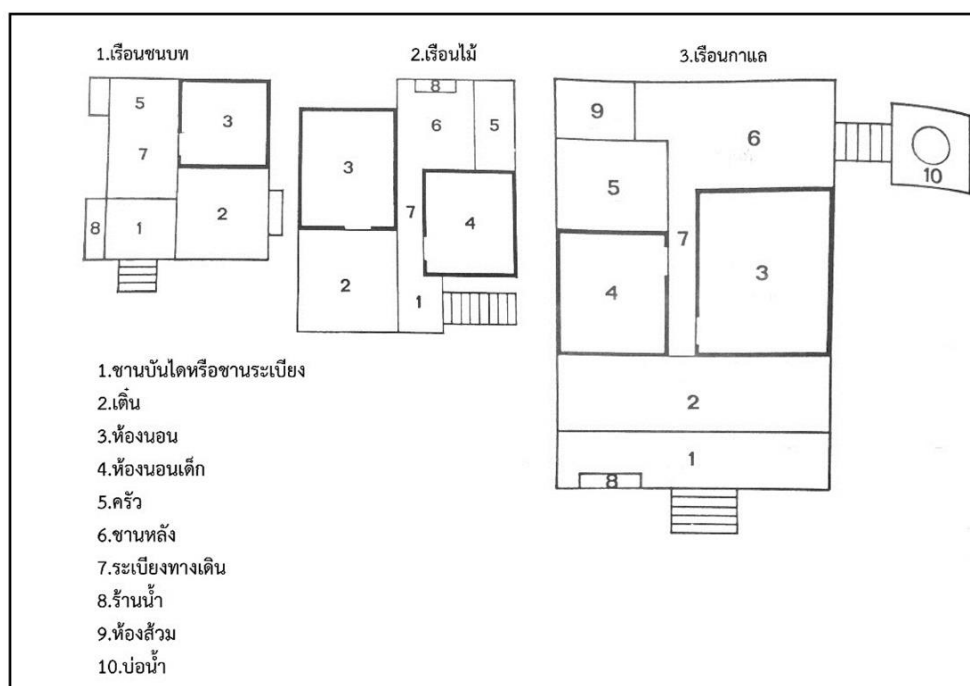 1.เรือนชนบท
2.เรือนไม้
3.เรือนกาแล
5
3
7
8
1
2
8
6
5
3
7
4
2
1
9
6
10
5
7
4
3
2
1
8
1.ชานบันไดหรือชานระเบียง
2.เติ๋น
3.ห้องนอน
4.ห้องนอนเด็ก
5.ครัว
6.ชานหลัง
7.ระเบียงทางเดิน
8.ร้านน้ำ
9.ห้องส้วม
10.บ่อน้ำ